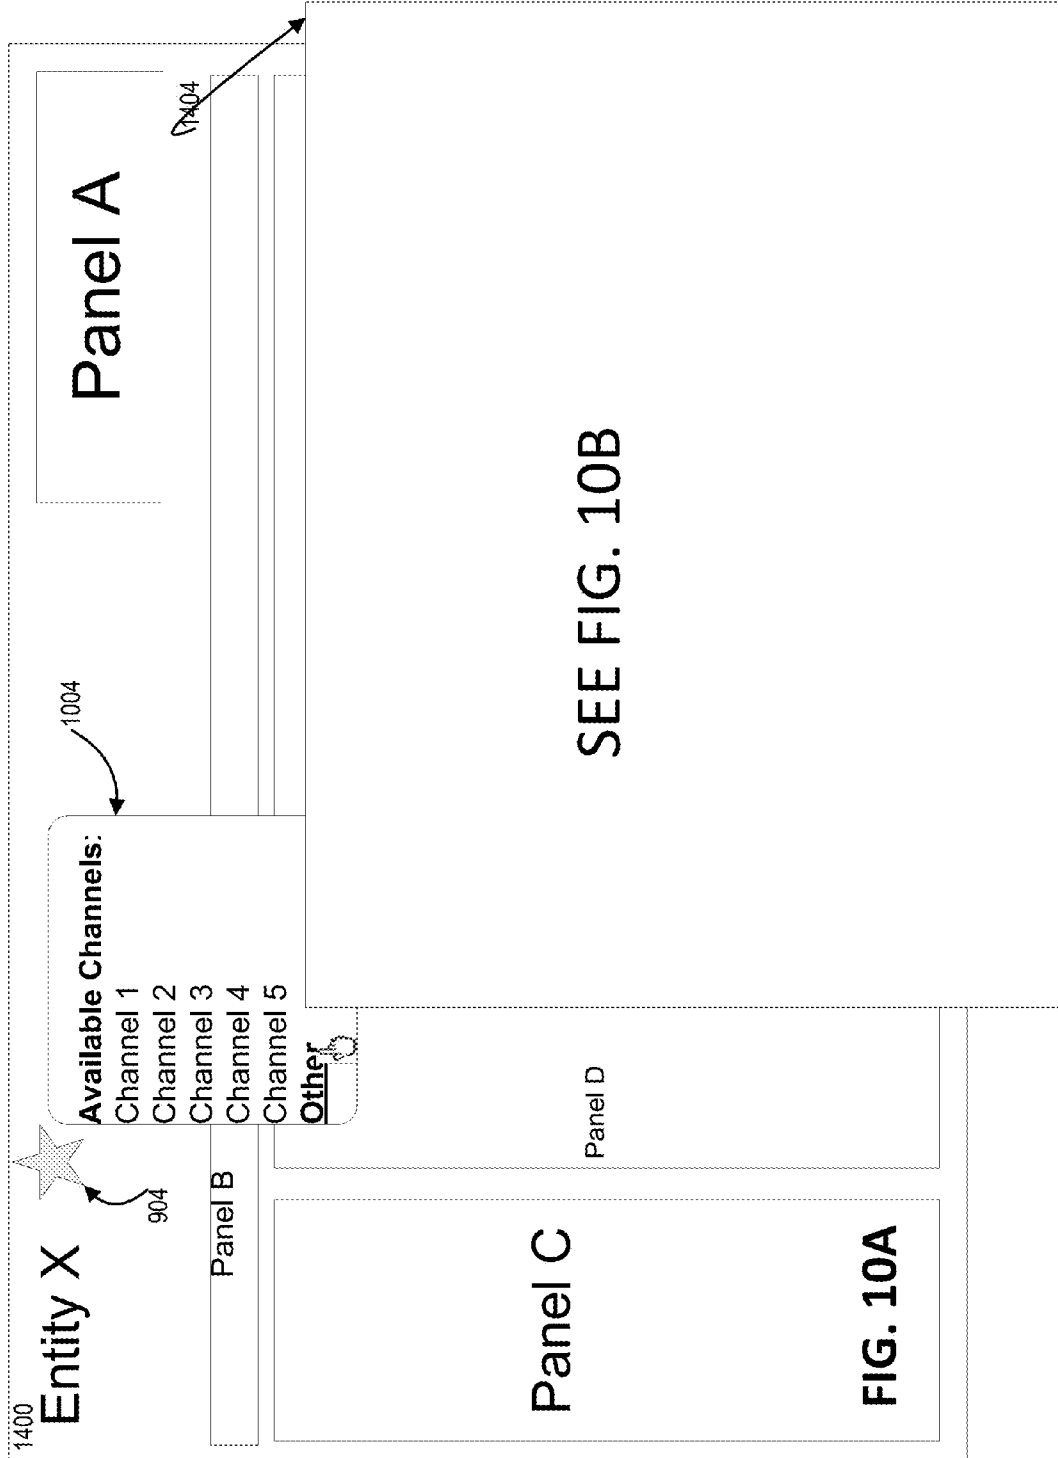 1400
Entity X
904
1004
Panel A
1404
Available Channels:
Channel 1
Channel 2
Channel 3
Channel 4
Channel 5
Other
Panel B
Panel C
Panel D
SEE FIG. 10B
FIG. 10A